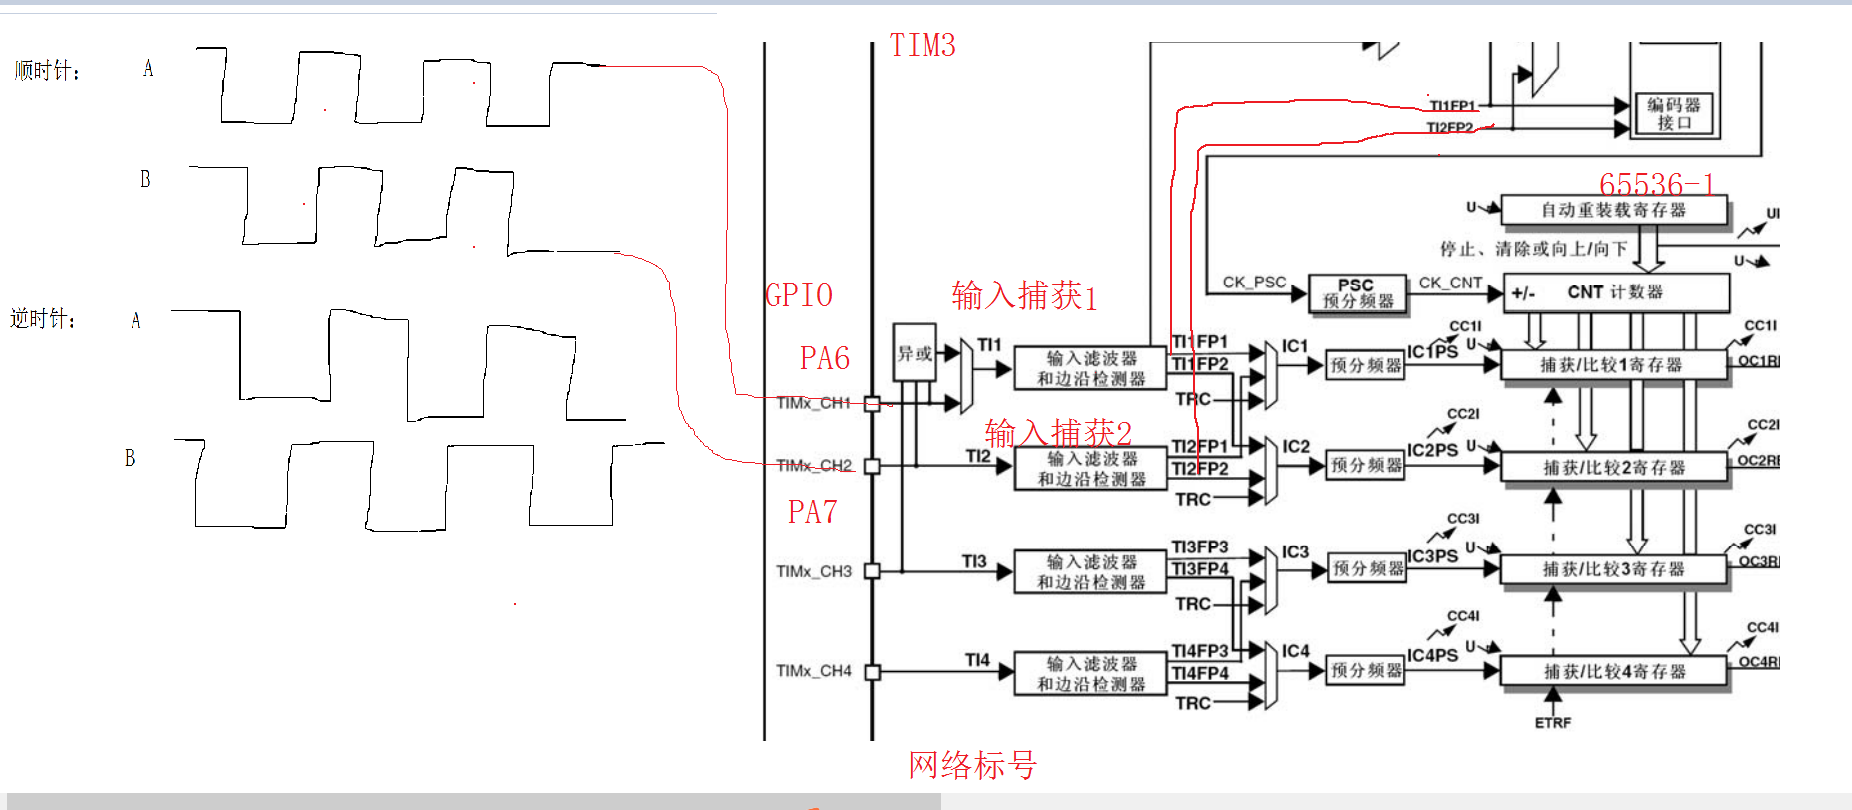 TIM3
顺时针：
A
TI1FP1
TI2FP2
编码器
接口
B
65536-1
U
自动重装载寄存器
UI
停止、清除或向上/向下
U
GPIO
输入捕获1
CK_PSC
PSC
预分频器
CK_CNT
+/-
CNT 计数器
逆时针：
A
PA6
异或
TI1
输入滤波器
和边沿检测器
TI1FP1
TI1FP2
TRC
IC1
预分频器
IC1PS
CC1I
U
捕获/比较1寄存器
CC1I
OC1R
TIMx_CH1
输入捕获2
B
TIMx_CH2
TI2
输入滤波器
和边沿检测器
TI2FP1
TI2FP2
TRC
IC2
预分频器
IC2PS
CC2I
U
捕获/比较2寄存器
CC2I
OC2R
PA7
TIMx_CH3
TI3
输入滤波器
和边沿检测器
TI3FP3
TI3FP4
TRC
IC3
预分频器
IC3PS
CC3I
U
捕获/比较3寄存器
CC3I
OC3R
TIMx_CH4
TI4
输入滤波器
和边沿检测器
TI4FP3
TI4FP4
TRC
IC4
预分频器
IC4PS
CC4I
U
捕获/比较4寄存器
CC4I
OC4R
ETRF
网络标号